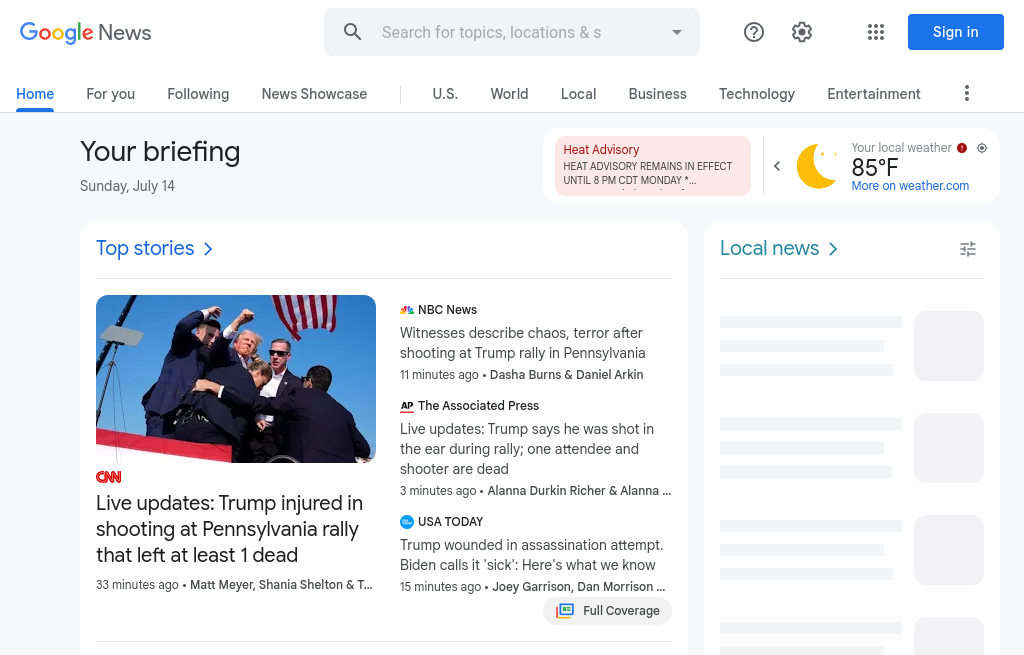 Google News
Search for topics, locations & s
Sign in
Home
For you
Following
News Showcase
U.S.
World
Local
Business
Technology
Entertainment
Your briefing
Sunday, July 14
Heat Advisory
HEAT ADVISORY REMAINS IN EFFECT
UNTIL 8 PM CDT MONDAY *...
Your local weather
85°F
More on weather.com
Top stories
CNN
Live updates: Trump injured in
shooting at Pennsylvania rally
that left at least 1 dead
33 minutes ago • Matt Meyer, Shania Shelton & T...
NBC News
Witnesses describe chaos, terror after
shooting at Trump rally in Pennsylvania
11 minutes ago • Dasha Burns & Daniel Arkin
AP The Associated Press
Live updates: Trump says he was shot in
the ear during rally; one attendee and
shooter are dead
3 minutes ago • Alanna Durkin Richer & Alanna ...
USA TODAY
Trump wounded in assassination attempt.
Biden calls it 'sick': Here's what we know
15 minutes ago • Joey Garrison, Dan Morrison ...
Full Coverage
Local news